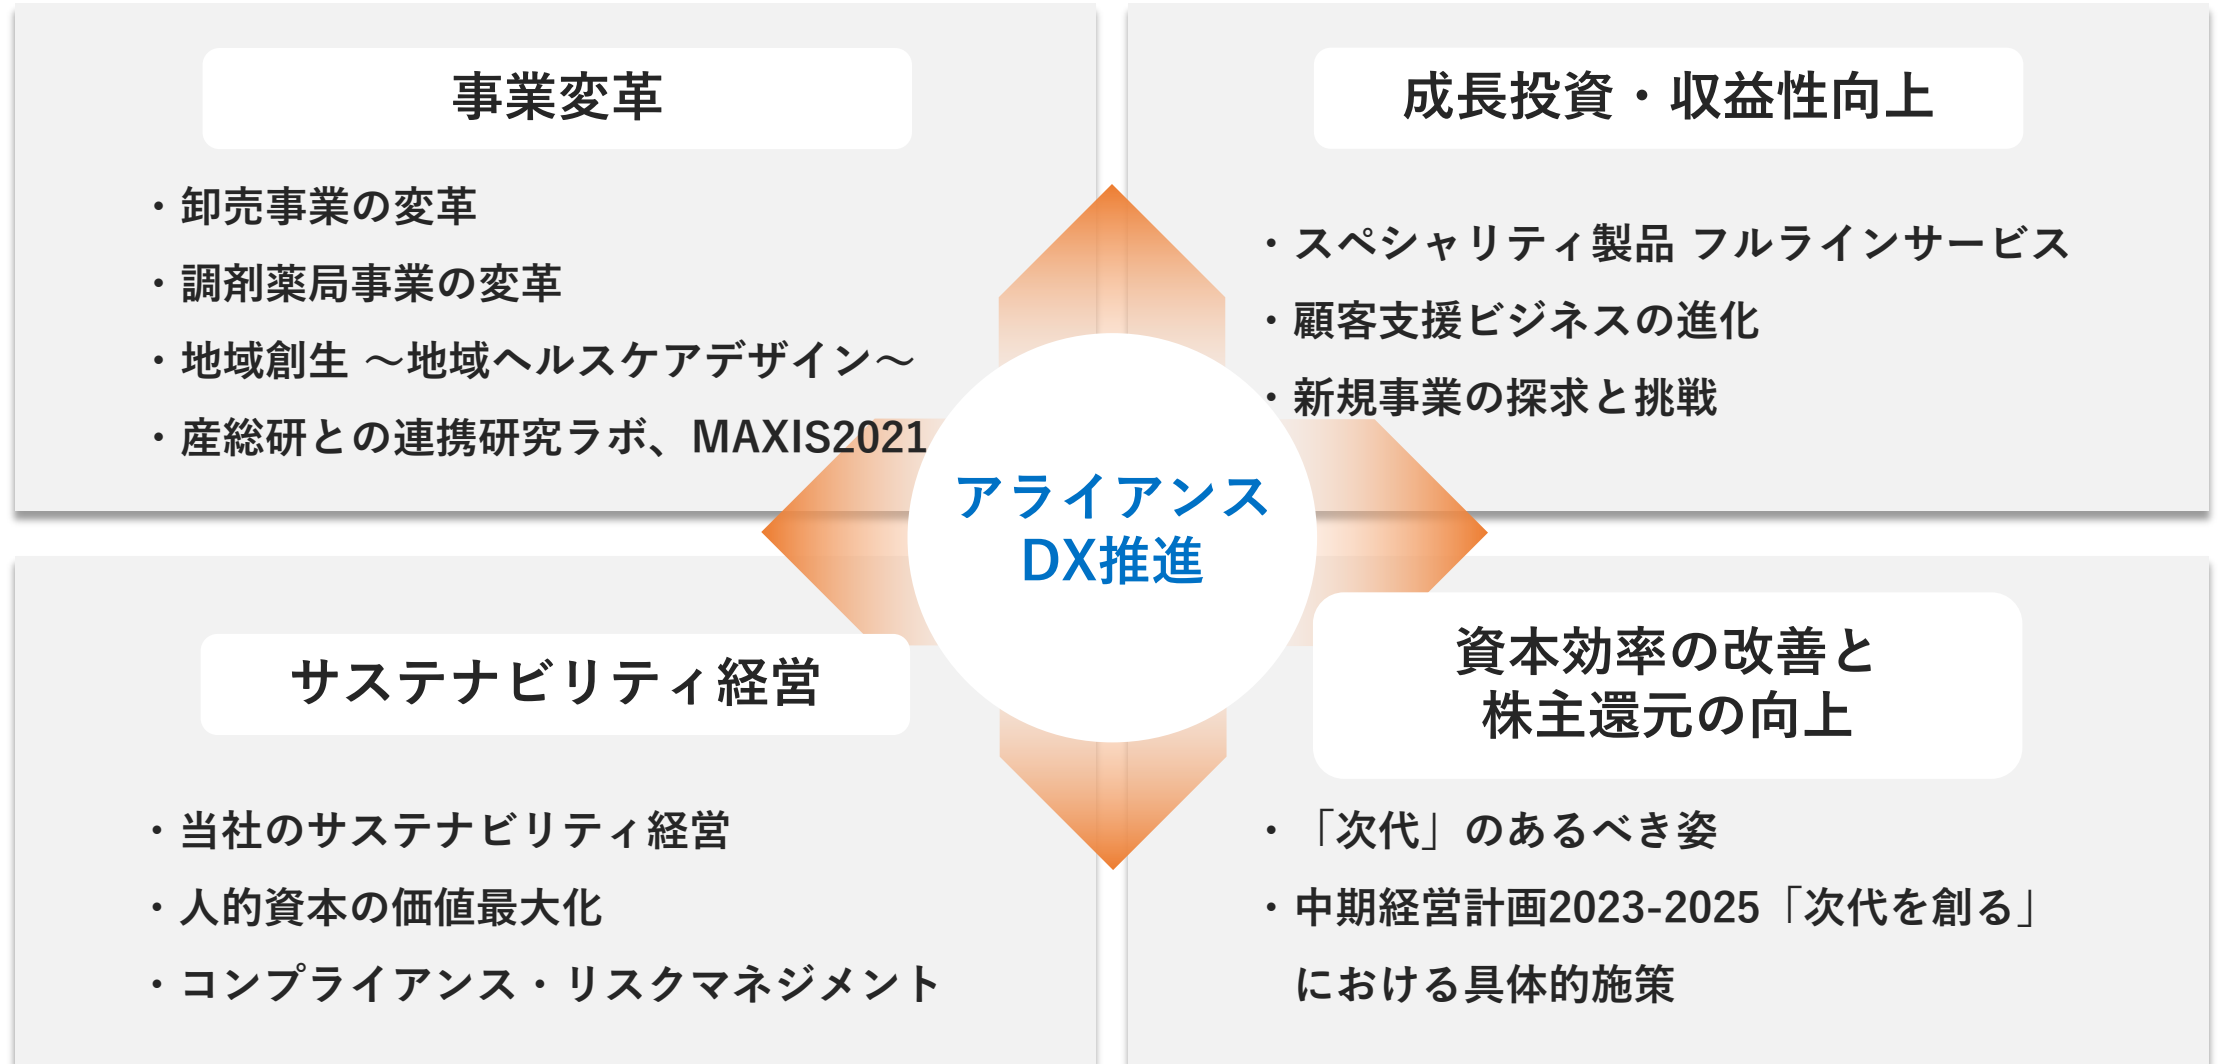 事業変革
・卸売事業の変革
・調剤薬局事業の変革
・地域創生 ～地域ヘルスケアデザイン～
・産総研との連携研究ラボ、MAXIS2021
成長投資・収益性向上
・スペシャリティ製品 フルラインサービス
・顧客支援ビジネスの進化
・新規事業の探求と挑戦
アライアンス
DX推進
サステナビリティ経営
・当社のサステナビリティ経営
・人的資本の価値最大化
・コンプライアンス・リスクマネジメント
資本効率の改善と
株主還元の向上
・「次代」のあるべき姿
・中期経営計画2023-2025「次代を創る」
における具体的施策